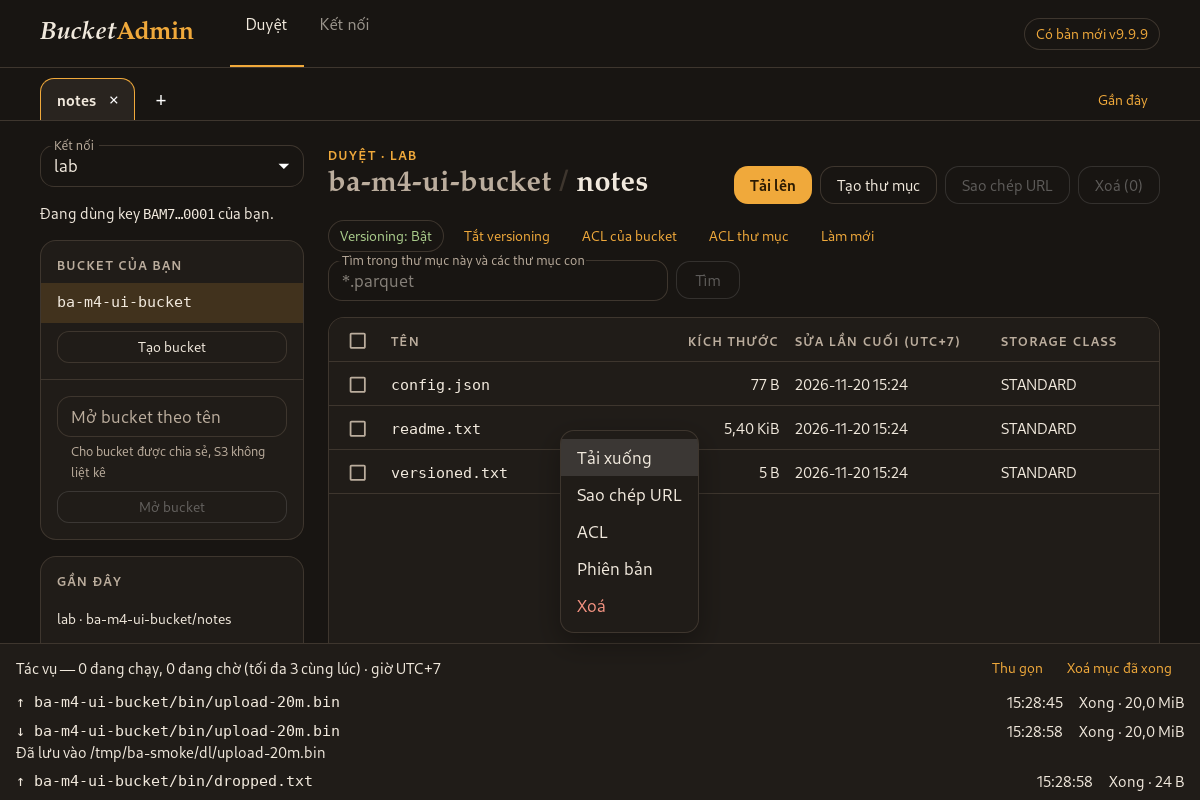 BucketAdmin
Duyệt
Kết nối
Có bản mới v9.9.9
notes ×
+
Gần đây
Kết nối
lab
Đang dùng key BAM7…0001 của bạn.
BUCKET CỦA BẠN
ba-m4-ui-bucket
Tạo bucket
Mở bucket theo tên
Cho bucket được chia sẻ, S3 không
liệt kê
Mở bucket
GẦN ĐÂY
lab · ba-m4-ui-bucket/notes
DUYỆT · LAB
ba-m4-ui-bucket / notes
Tải lên
Tạo thư mục
Sao chép URL
Xoá (0)
Versioning: Bật
Tắt versioning
ACL của bucket
ACL thư mục
Làm mới
Tìm trong thư mục này và các thư mục con
*.parquet
Tìm
TÊN KÍCH THƯỚC SỬA LẦN CUỐI (UTC+7) STORAGE CLASS
config.json 77 B 2026-11-20 15:24 STANDARD
readme.txt 5,40 KiB 2026-11-20 15:24 STANDARD
versioned.txt 5 B 2026-11-20 15:24 STANDARD
Tải xuống
Sao chép URL
ACL
Phiên bản
Xoá
Tác vụ — 0 đang chạy, 0 đang chờ (tối đa 3 cùng lúc) · giờ UTC+7
Thu gọn
Xoá mục đã xong
↑ ba-m4-ui-bucket/bin/upload-20m.bin 15:28:45 Xong · 20,0 MiB
↓ ba-m4-ui-bucket/bin/upload-20m.bin 15:28:58 Xong · 20,0 MiB
Đã lưu vào /tmp/ba-smoke/dl/upload-20m.bin
↑ ba-m4-ui-bucket/bin/dropped.txt 15:28:58 Xong · 24 B